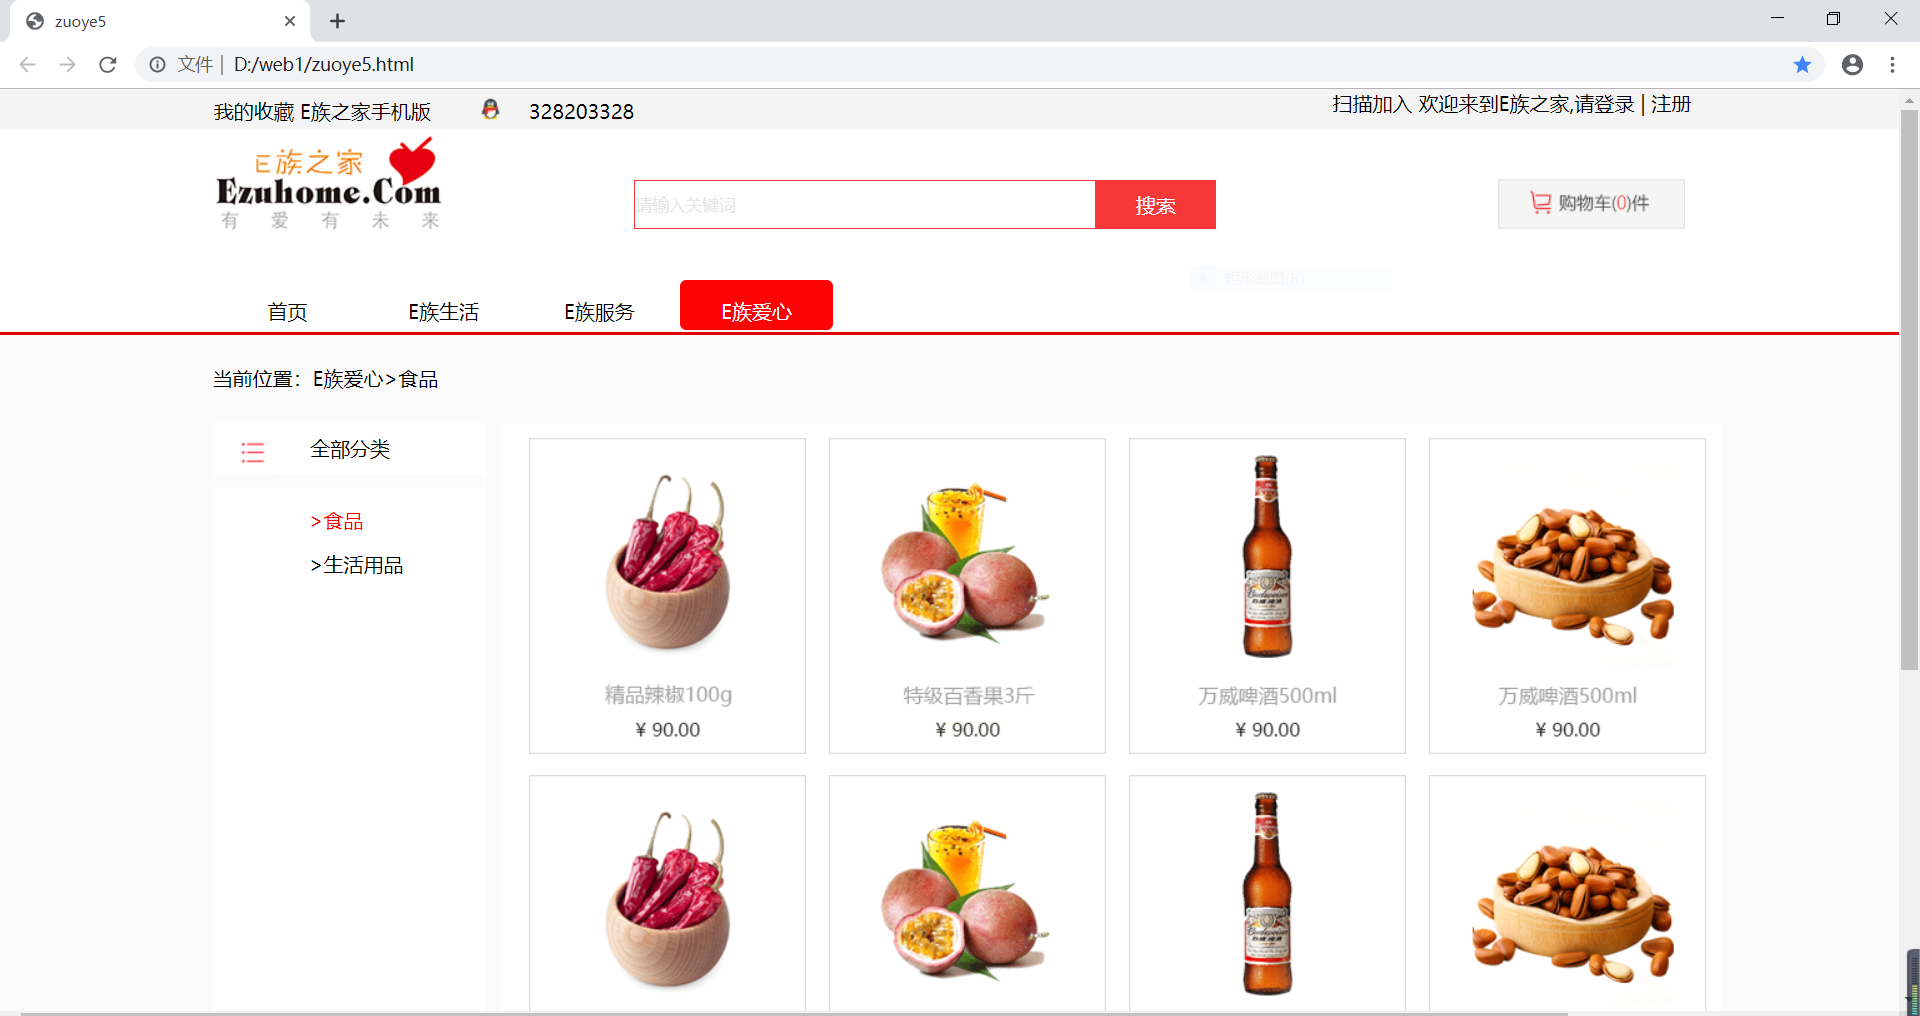 zuoye5
文件 | D:/web1/zuoye5.html
我的收藏 E族之家手机版 328203328 扫描加入 欢迎来到E族之家,请登录 | 注册
E族之家
Ezuhome.Com
有爱有未来
请输入关键词 搜索 购物车(0)件
矩形截图(R)
首页 E族生活 E族服务 E族爱心
当前位置：E族爱心>食品
全部分类
>食品
>生活用品
精品辣椒100g 特级百香果3斤 万威啤酒500ml 万威啤酒500ml
¥ 90.00 ¥ 90.00 ¥ 90.00 ¥ 90.00
Budweiser
Budweiser